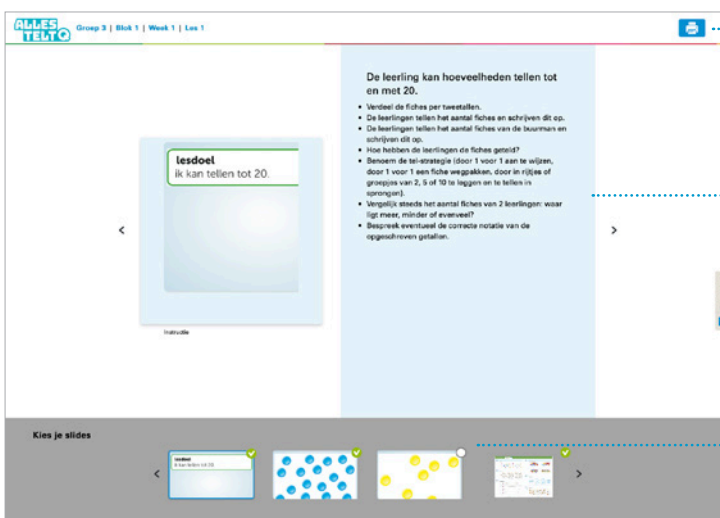 ALLES TELT Q
Groep 3 | Blok 1 | Week 1 | Les 1
De leerling kan hoeveelheden tellen tot
en met 20.
• Verdeel de fiches per tweetallen.
• De leerlingen tellen het aantal fiches en schrijven dit op.
• De leerlingen tellen het aantal fiches van de buurman en
schrijven dit op.
• Hoe hebben de leerlingen de fiches geteld?
• Benoem de tel-strategie (door 1 voor 1 aan te wijzen,
door 1 voor 1 een fiche wegpakken, door in rijtjes of
groepjes van 2, 5 of 10 te leggen en te tellen in
sprongen).
• Vergelijk steeds het aantal fiches van 2 leerlingen: waar
ligt meer, minder of evenveel?
• Bespreek eventueel de correcte notatie van de
opgeschreven getallen.
lesdoel
ik kan tellen tot 20.
Instructie
Kies je slides
lesdoel
ik kan tellen tot 20.